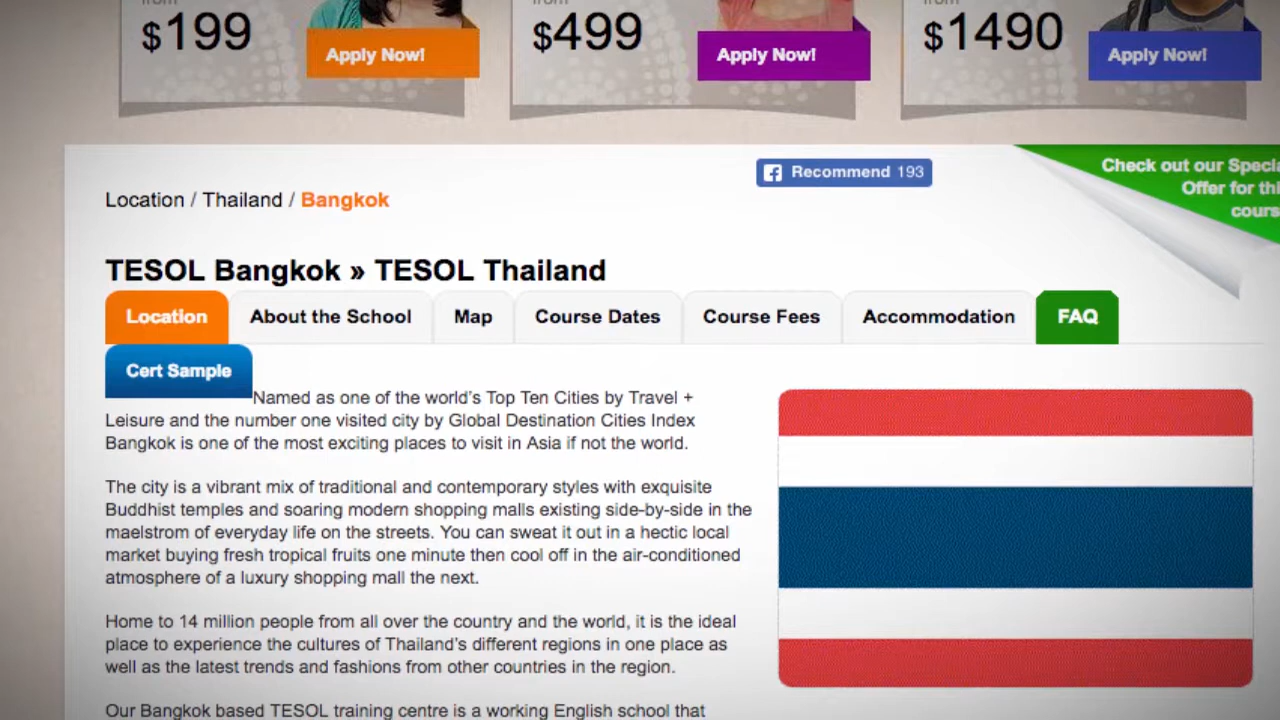 from
from
$199
$499
$1490
Apply Now!
Apply Now!
Apply Now!
Recommend 193
Check out our
Offer for
Location / Thailand / Bangkok
TESOL Bangkok » TESOL Thailand
Location
About the School
Map
Course Dates
Course Fees
Accommodation
FAQ
Cert Sample
Named as one of the world's Top Ten Cities by Travel +
Leisure and the number one visited city by Global Destination Cities Index
Bangkok is one of the most exciting places to visit in Asia if not the world.
The city is a vibrant mix of traditional and contemporary styles with exquisite
Buddhist temples and soaring modern shopping malls existing side-by-side in the
maelstrom of everyday life on the streets. You can sweat it out in a hectic local
market buying fresh tropical fruits one minute then cool off in the air-conditioned
atmosphere of a luxury shopping mall the next.
Home to 14 million people from all over the country and the world, it is the ideal
place to experience the cultures of Thailand's different regions in one place as
well as the latest trends and fashions from other countries in the region.
Our Bangkok based TESOL training centre is a working English school that